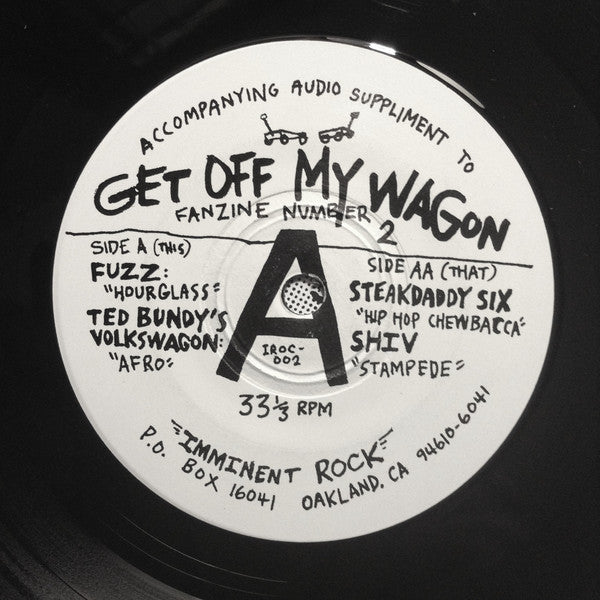 ACCOMPANYING AUDIO SUPPLIMENT TO
GET OFF MY WAGON
FANZINE NUMBER 2
SIDE A (THIS)
FUZZ:
"HOURGLASS"
TED BUNDY'S
VOLKSWAGON:
"AFRO"
A
IROC-
002
SIDE AA (THAT)
STEAKDADDY SIX
"HIP HOP CHEWBACCA"
SHIV
"STAMPEDE"
33 1/3 RPM
"IMMINENT ROCK"
P.O. BOX 16041 OAKLAND, CA 94610-6041